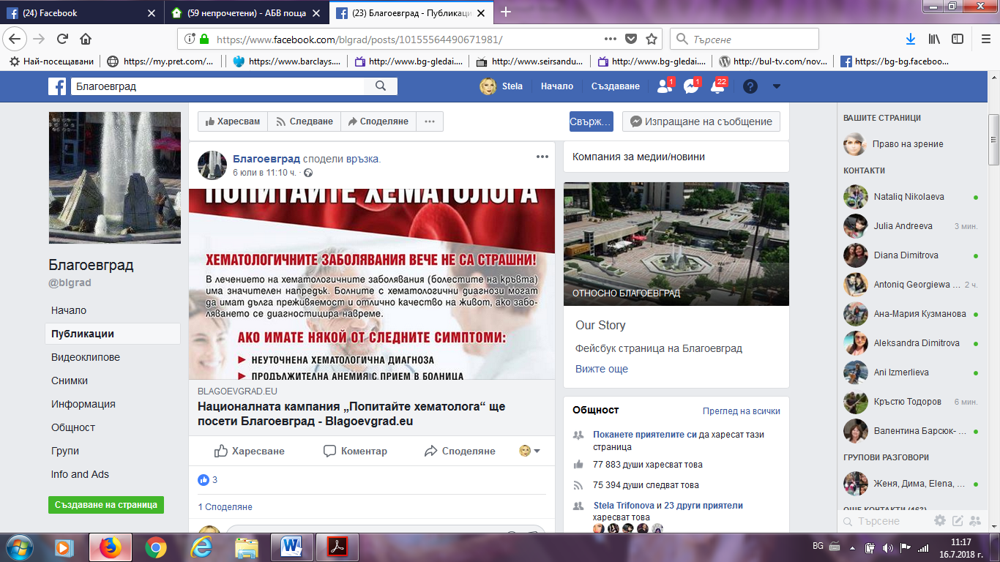 (24) Facebook
(59 непрочетени) - АБВ поща
(23) Благоевград - Публикаци
https://www.facebook.com/blgrad/posts/10155564490671981/
Търсене
Най-посещавани
https://my.pret.com/...
https://www.barclays....
http://www.bg-gledai....
http://www.seirsandu...
http://www.bg-gledai....
http://bul-tv.com/nov...
https://bg-bg.faceboo...
Благоевград
Stela
Начало
Създаване
1
1
22
Харесвам
Следване
Споделяне
Свърж...
Изпращане на съобщение
Благоевград
@blgrad
Начало
Публикации
Видеоклипове
Снимки
Информация
Общност
Групи
Info and Ads
Създаване на страница
Благоевград сподели връзка.
6 юли в 11:10 ч.
ПОПИТАЙТЕ ХЕМАТОЛОГА
ХЕМАТОЛОГИЧНИТЕ ЗАБОЛЯВАНИЯ ВЕЧЕ НЕ СА СТРАШНИ!
В лечението на хематологичните заболявания (болестите на кръвта)
има значителен напредък. Болните с хематологични диагнози могат
да имат дълга преживяемост и отлично качество на живот, ако забо-
ляването се диагностицира навреме.
АКО ИМАТЕ НЯКОЙ ОТ СЛЕДНИТЕ СИМПТОМИ:
НЕУТОЧНЕНА ХЕМАТОЛОГИЧНА ДИАГНОЗА
ПРОДЪЛЖИТЕЛНА АНЕМИЯ С ПРИЕМ В БОЛНИЦА
BLAGOEVGRAD.EU
Националната кампания „Попитайте хематолога“ ще
посети Благоевград - Blagoevgrad.eu
Харесване
Коментар
Споделяне
3
1 Споделяне
Компания за медии/новини
ОТНОСНО БЛАГОЕВГРАД
Our Story
Фейсбук страница на Благоевград
Вижте още
Общност
Преглед на всички
Поканете приятелите си да харесат тази
страница
77 883 души харесват това
75 394 души следват това
Stela Trifonova и 23 други приятели
харесват това
ВАШИТЕ СТРАНИЦИ
Право на зрение
КОНТАКТИ
Nataliq Nikolaeva
Julia Andreeva 3 мин.
Diana Dimitrova
Antoniq Georgiewa ... 2 ч.
Ана-Мария Кузманова
Aleksandra Dimitrova
Ani Izmerlieva
Кръстю Тодоров 6 мин.
Валентина Барсюк- ...
ГРУПОВИ РАЗГОВОРИ
Женя, Дима, Elena, ...
ОЩЕ КОНТАКТИ (463)
Търсене
BG
11:17
16.7.2018 г.